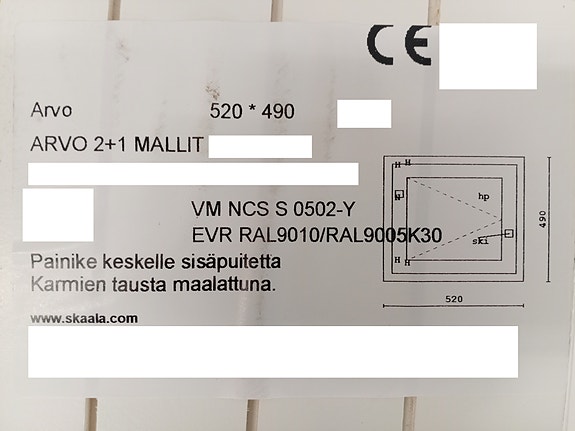 CE
Arvo 520 * 490
ARVO 2+1 MALLIT
VM NCS S 0502-Y
EVR RAL9010/RAL9005K30
Painike keskelle sisäpuitetta
Karmien tausta maalattuna.
www.skaala.com
H H
hp
H
ski
H H
490
520